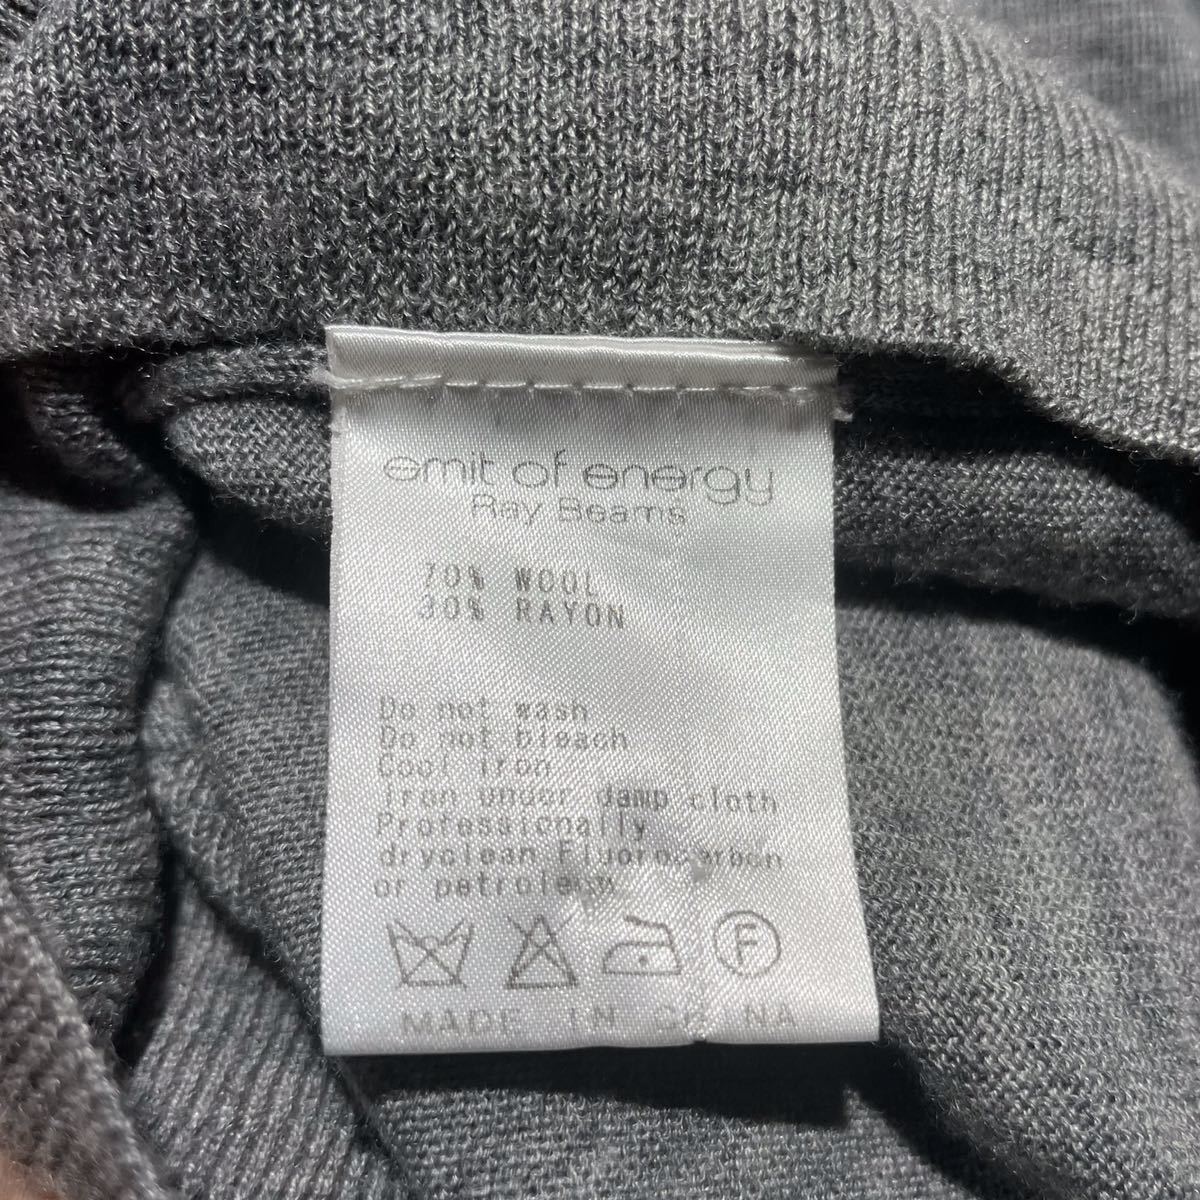 emit of energy
Ray Beams
70% WOOL
30% RAYON
Do not wash
Do not bleach
Cool iron
iron under damp cloth
Professionally
dryclean Fluorocarbon
or petroleum
F
MADE IN CHINA